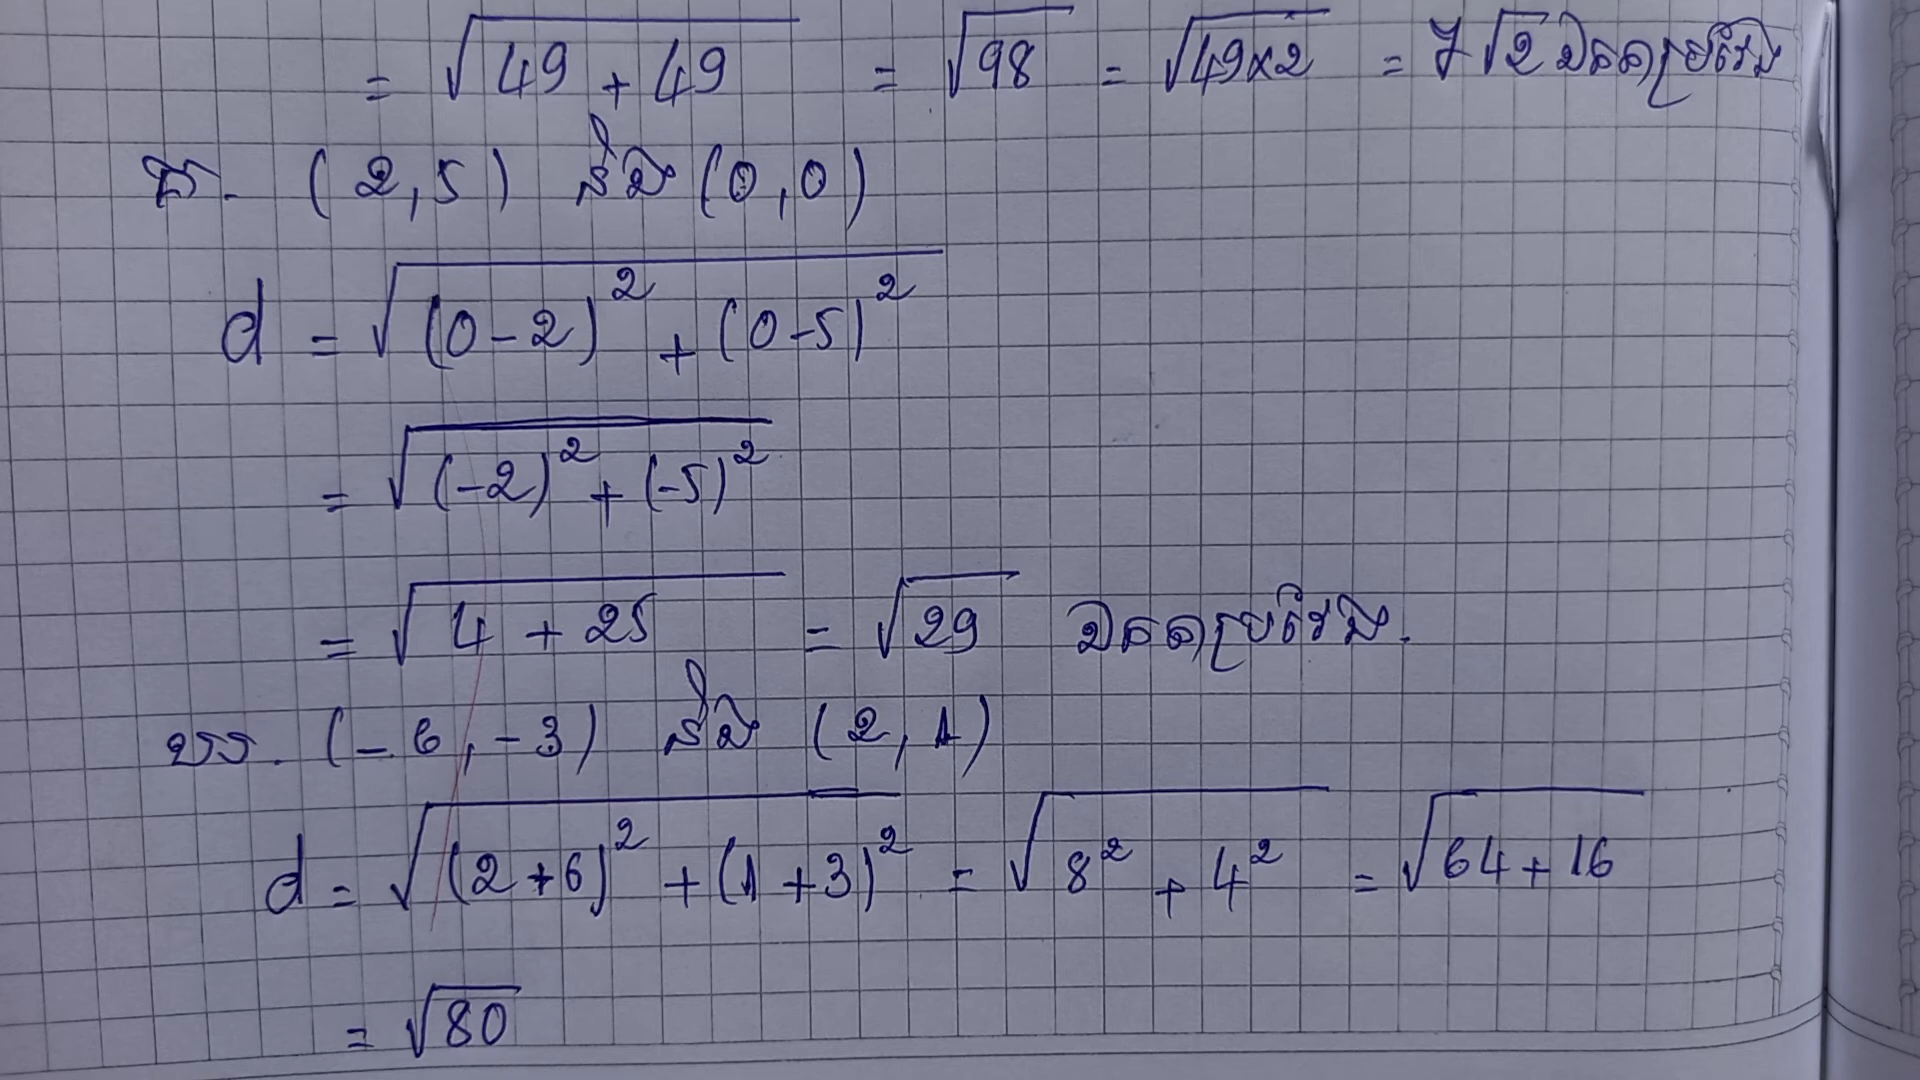 = √(49 + 49) = √98 = √(49×2) = 7√2 ឯកតាប្រវែង
ជ. (2,5) និង (0,0)
d = √((0-2)² + (0-5)²)
= √((-2)² + (-5)²)
= √(4 + 25) = √29 ឯកតាប្រវែង.
ឈ. (-6,-3) និង (2,1)
d = √((2+6)² + (1+3)²) = √(8² + 4²) = √(64+16)
= √80